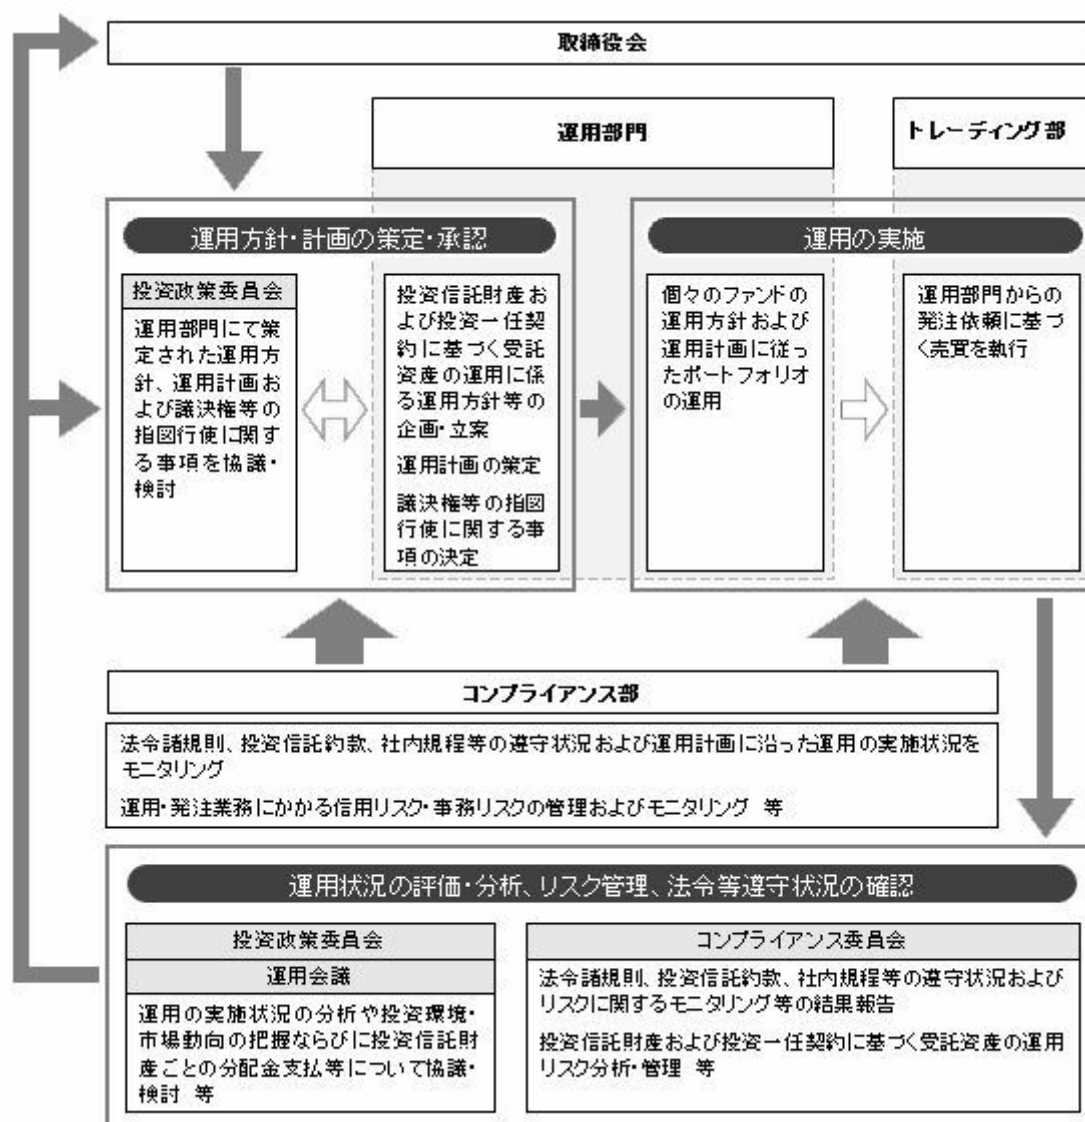 取締役会
運用部門
トレーディング部
運用方針・計画の策定・承認
投資政策委員会
運用部門にて策
定された運用方
針、運用計画お
よび議決権等の
指図行使に関す
る事項を協議・
検討
投資信託財産お
よび投資一任契
約に基づく受託
資産の運用に係
る運用方針等の
企画・立案
運用計画の策定
議決権等の指図
行使に関する事
項の決定
運用の実施
個々のファンドの
運用方針および
運用計画に従っ
たポートフォリオ
の運用
運用部門からの
発注依頼に基づ
く売買を執行
コンプライアンス部
法令諸規則、投資信託約款、社内規程等の遵守状況および運用計画に沿った運用の実施状況を
モニタリング
運用・発注業務にかかる信用リスク・事務リスクの管理およびモニタリング 等
運用状況の評価・分析、リスク管理、法令等遵守状況の確認
投資政策委員会
運用会議
運用の実施状況の分析や投資環境・
市場動向の把握ならびに投資信託財
産ごとの分配金支払等について協議・
検討 等
コンプライアンス委員会
法令諸規則、投資信託約款、社内規程等の遵守状況および
リスクに関するモニタリング等の結果報告
投資信託財産および投資一任契約に基づく受託資産の運用
リスク分析・管理 等